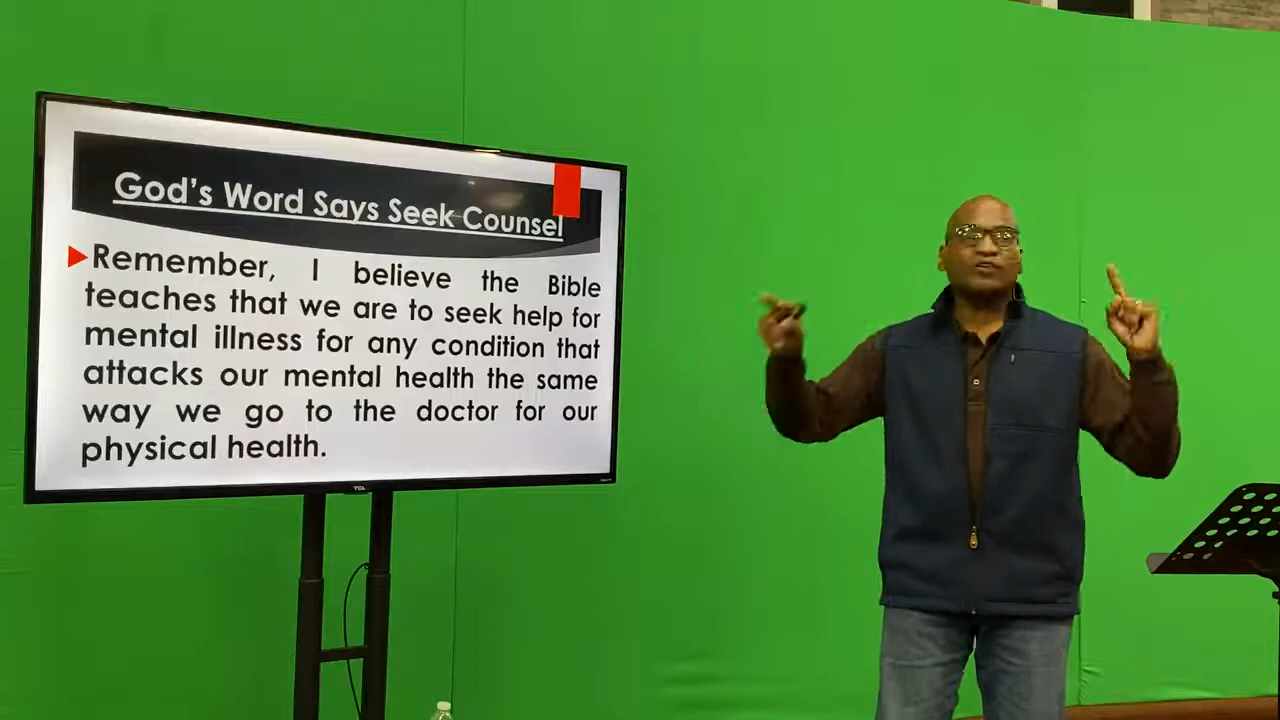 God's Word Says Seek Counsel
Remember, I believe the Bible
teaches that we are to seek help for
mental illness for any condition that
attacks our mental health the same
way we go to the doctor for our
physical health.
TCL